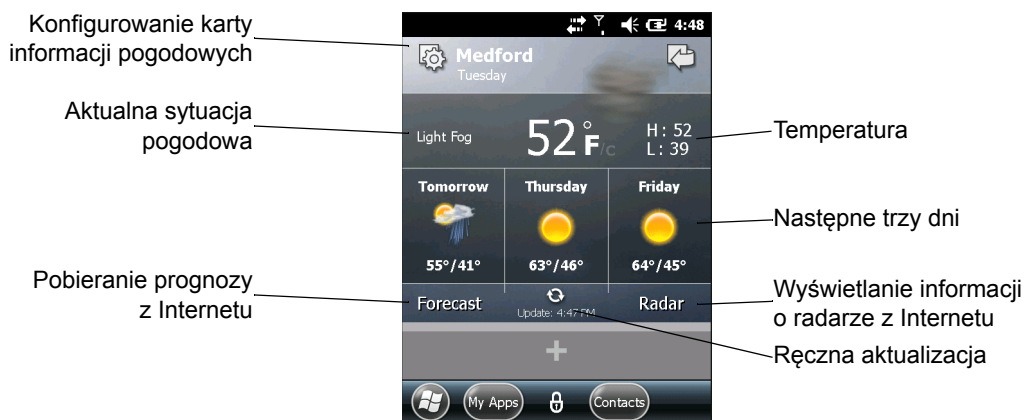 Konfigurowanie karty
informacji pogodowych
Aktualna sytuacja
pogodowa
Pobieranie prognozy
z Internetu
4:48
Medford
Tuesday
Light Fog
52°F/C
H: 52
L: 39
Tomorrow
Thursday
Friday
55°/41°
63°/46°
64°/45°
Forecast
Update: 4:47 PM
Radar
My Apps
Contacts
Temperatura
Następne trzy dni
Wyświetlanie informacji
o radarze z Internetu
Ręczna aktualizacja